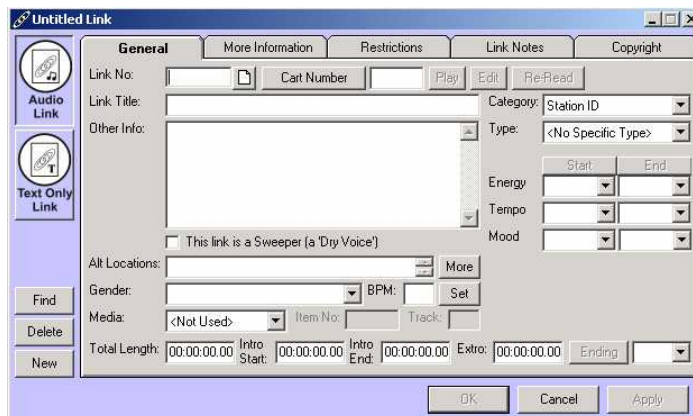 Untitled Link
General More Information Restrictions Link Notes Copyright
Audio
Link
T
Text Only
Link
Find
Delete
New
Link No: Cart Number Play Edit Re-Read
Link Title: Category: Station ID
Other Info: Type: <No Specific Type>
Start End
Energy
Tempo
Mood
This link is a Sweeper (a 'Dry Voice')
Alt Locations: More
Gender: BPM: Set
Media: <Not Used> Item No: Track:
Total Length: 00:00:00.00 Intro Start: 00:00:00.00 Intro End: 00:00:00.00 Extro: 00:00:00.00 Ending
OK Cancel Apply